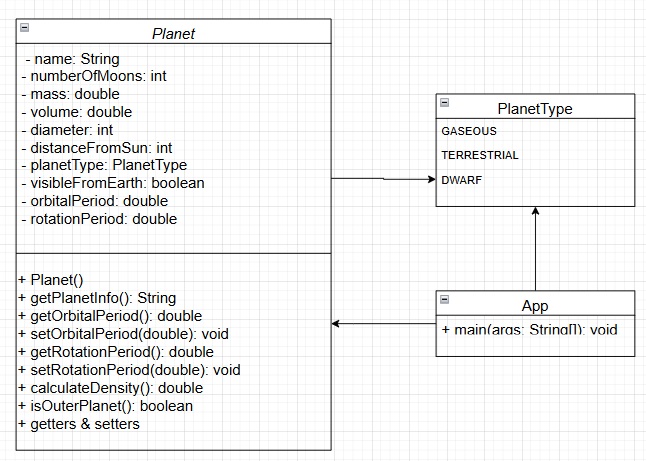 Planet
- name: String
- numberOfMoons: int
- mass: double
- volume: double
- diameter: int
- distanceFromSun: int
- planetType: PlanetType
- visibleFromEarth: boolean
- orbitalPeriod: double
- rotationPeriod: double
+ Planet()
+ getPlanetInfo(): String
+ getOrbitalPeriod(): double
+ setOrbitalPeriod(double): void
+ getRotationPeriod(): double
+ setRotationPeriod(double): void
+ calculateDensity(): double
+ isOuterPlanet(): boolean
+ getters & setters
PlanetType
GASEOUS
TERRESTRIAL
DWARF
App
+ main(args: String[]): void